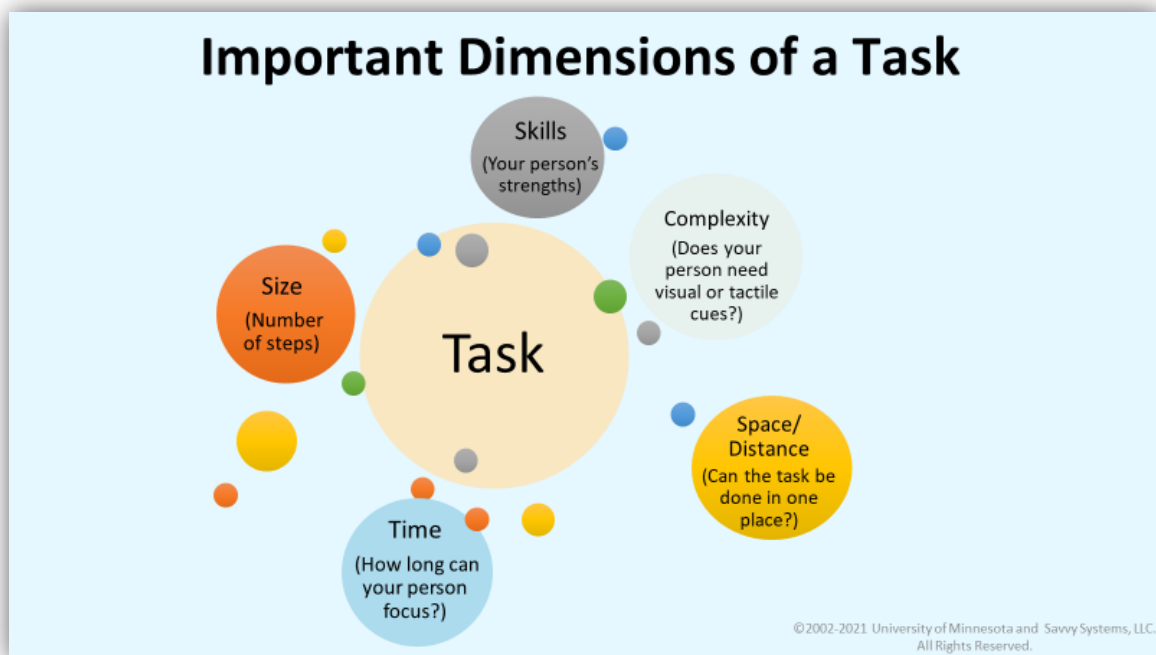 Important Dimensions of a Task
Skills
(Your person's
strengths)
Complexity
(Does your
person need
visual or tactile
cues?)
Size
(Number
of steps)
Task
Space/
Distance
(Can the task be
done in one
place?)
Time
(How long can
your person
focus?)
©2002-2021 University of Minnesota and Savvy Systems, LLC.
All Rights Reserved.